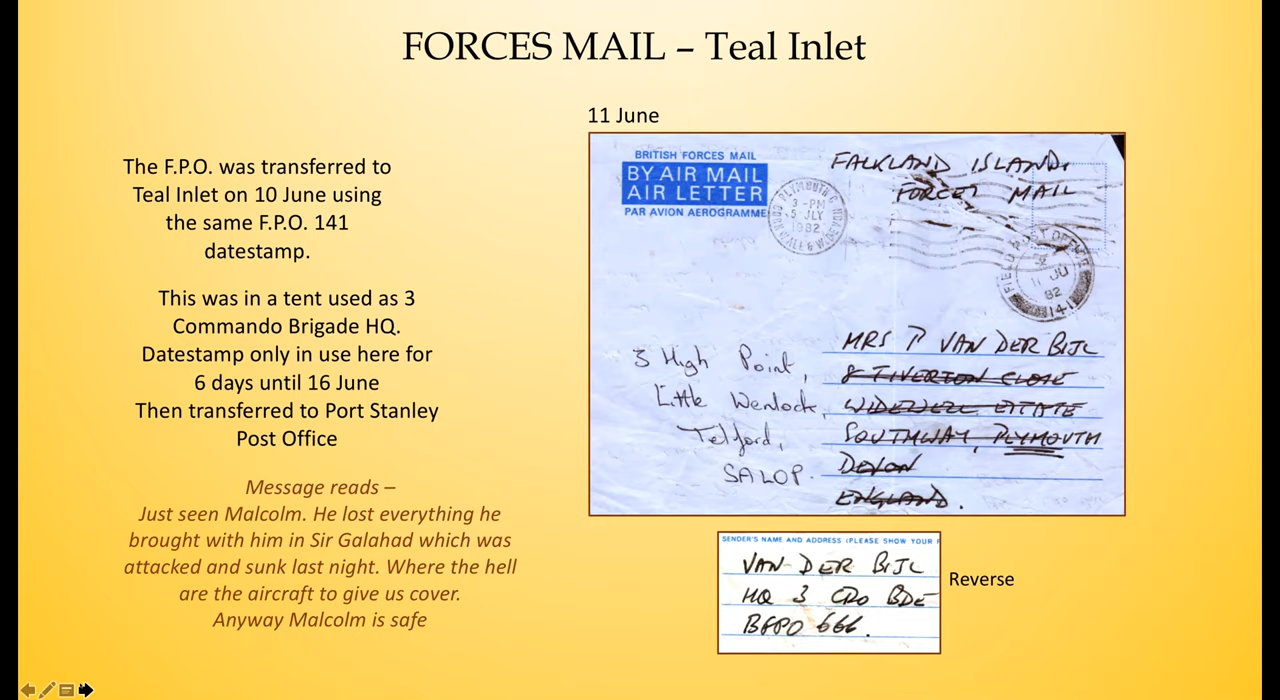 FORCES MAIL – Teal Inlet
The F.P.O. was transferred to
Teal Inlet on 10 June using
the same F.P.O. 141
datestamp.
This was in a tent used as 3
Commando Brigade HQ.
Datestamp only in use here for
6 days until 16 June
Then transferred to Port Stanley
Post Office
Message reads –
Just seen Malcolm. He lost everything he
brought with him in Sir Galahad which was
attacked and sunk last night. Where the hell
are the aircraft to give us cover.
Anyway Malcolm is safe
11 June
BRITISH FORCES MAIL
BY AIR MAIL
AIR LETTER
PAR AVION AEROGRAMME
FALKLAND ISLANDS
FORCES MAIL
PLYMOUTH
3-PM
5 JLY
1982
CORNWALL &
FIELD POST OFFICE
11 JU
82
141
MRS P VAN DER BIJL
8 TIVERTON CLOSE
WIDEWELL ESTATE
SOUTHWAY, PLYMOUTH
DEVON
ENGLAND.
3 High Point,
Little Wenlock,
Telford,
SALOP.
SENDER'S NAME AND ADDRESS (PLEASE SHOW YOUR
VAN DER BIJL
HQ 3 CDO BDE
BFPO 666.
Reverse